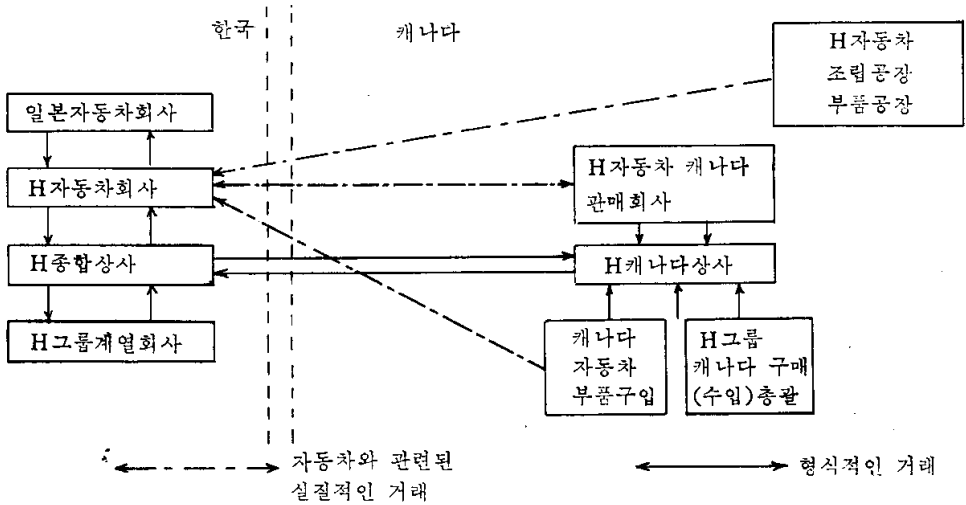 한국
캐나다
H자동차
조립공장
부품공장
일본자동차회사
H자동차회사
H자동차 캐나다
판매회사
H종합상사
H캐나다상사
H그룹계열회사
캐나다
자동차
부품구입
H그룹
캐나다 구매
(수입)총괄
자동차와 관련된
실질적인 거래
형식적인 거래